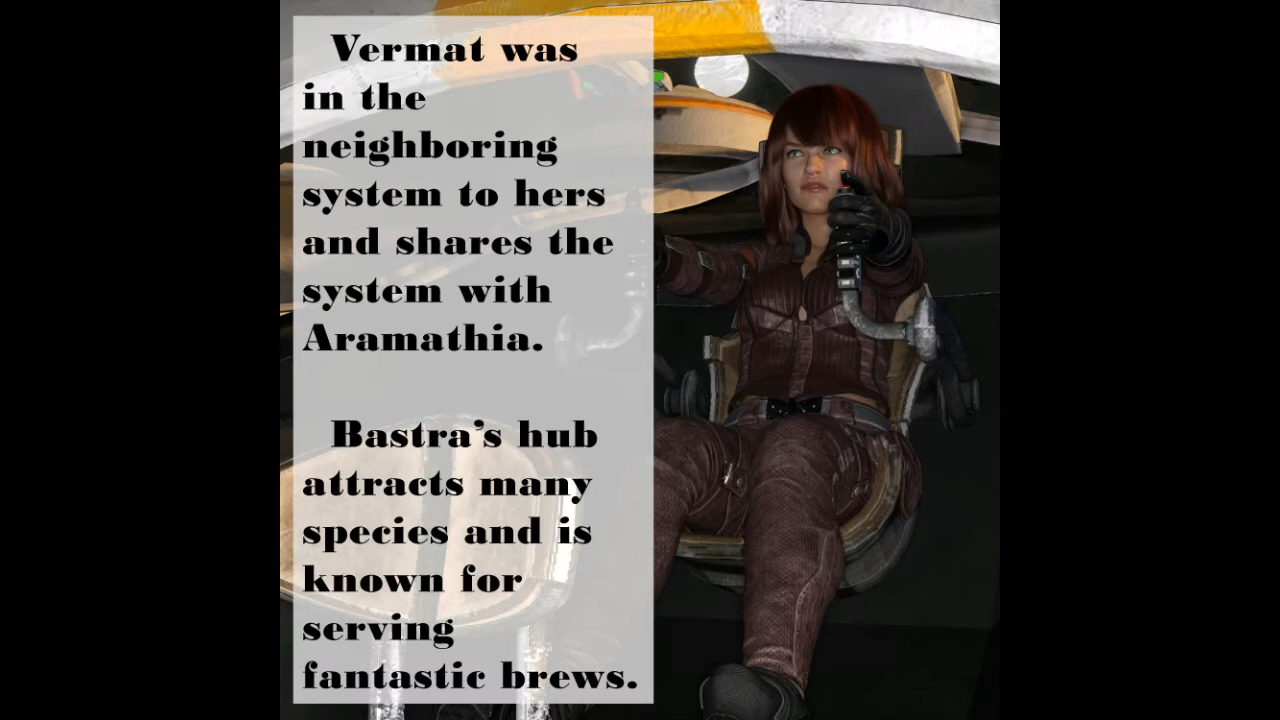 Vermat was
in the
neighboring
system to hers
and shares the
system with
Aramathia.
Bastra’s hub
attracts many
species and is
known for
serving
fantastic brews.